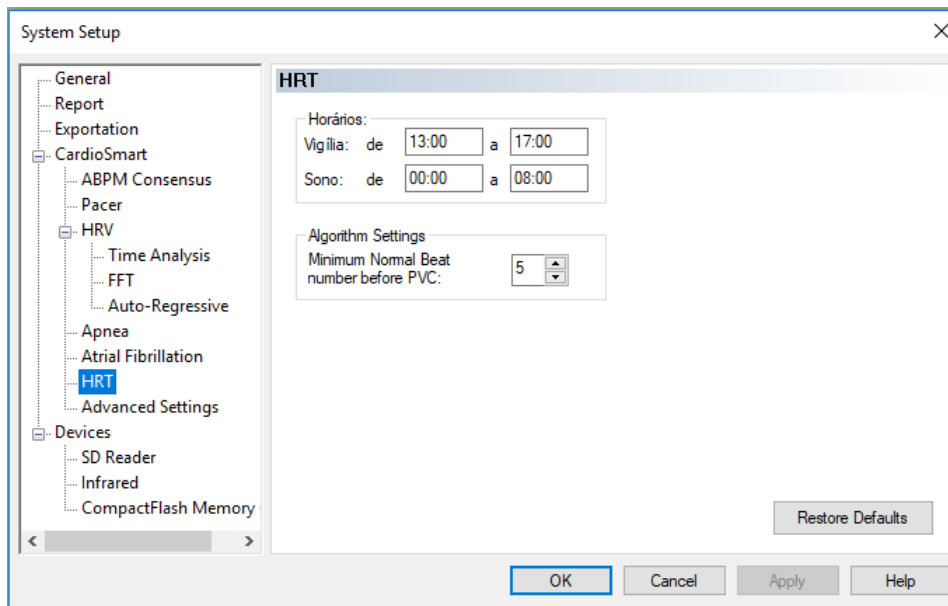 System Setup
General
Report
Exportation
CardioSmart
ABPM Consensus
Pacer
HRV
Time Analysis
FFT
Auto-Regressive
Apnea
Atrial Fibrillation
HRT
Advanced Settings
Devices
SD Reader
Infrared
CompactFlash Memory
HRT
Horários:
Vigília: de 13:00 a 17:00
Sono: de 00:00 a 08:00
Algorithm Settings
Minimum Normal Beat
number before PVC: 5
Restore Defaults
OK Cancel Apply Help